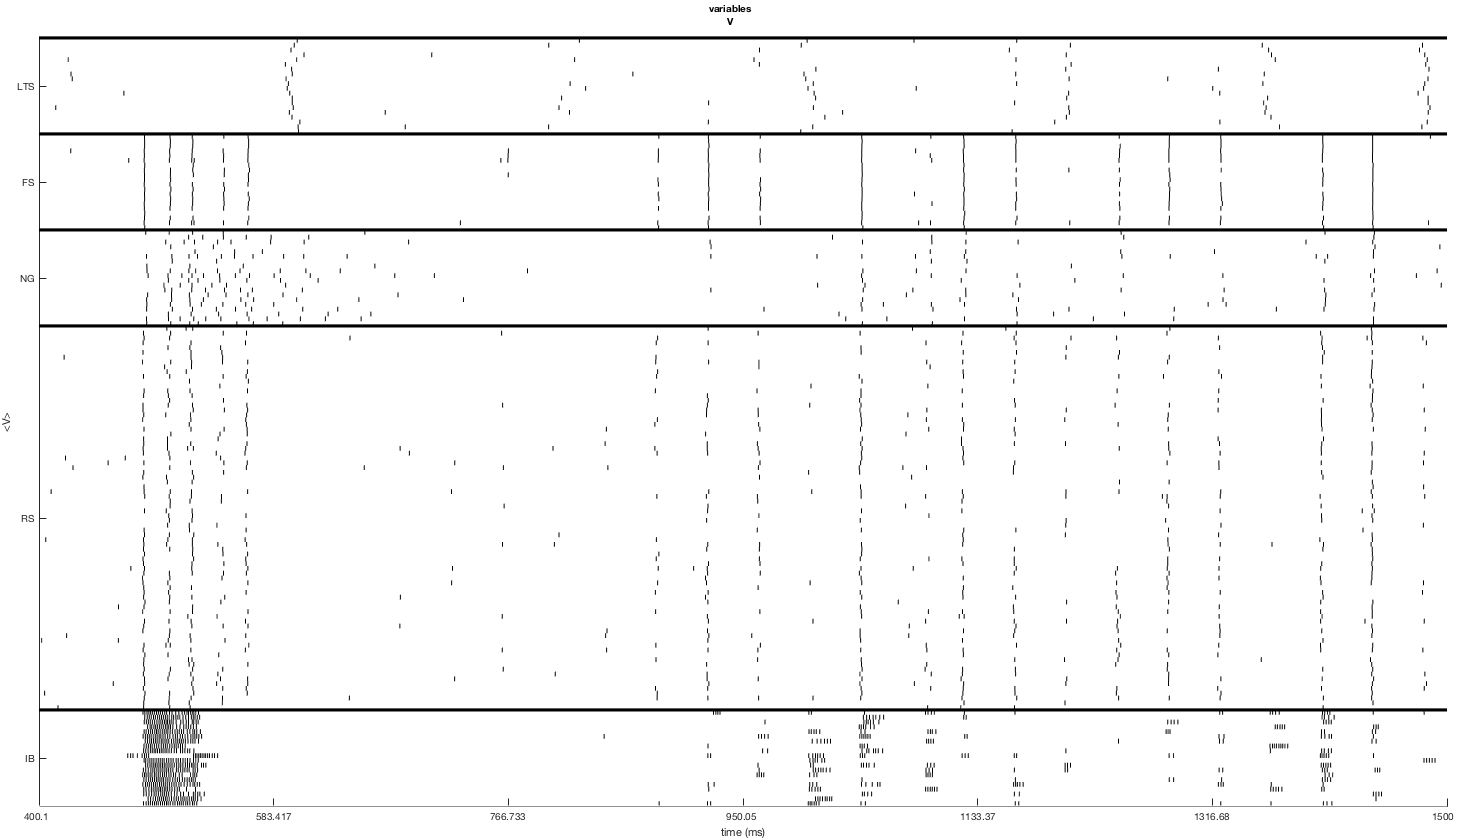 variables
V
LTS
FS
NG
RS
IB
<V>
400.1 583.417 766.733 950.05 1133.37 1316.68 1500
time (ms)